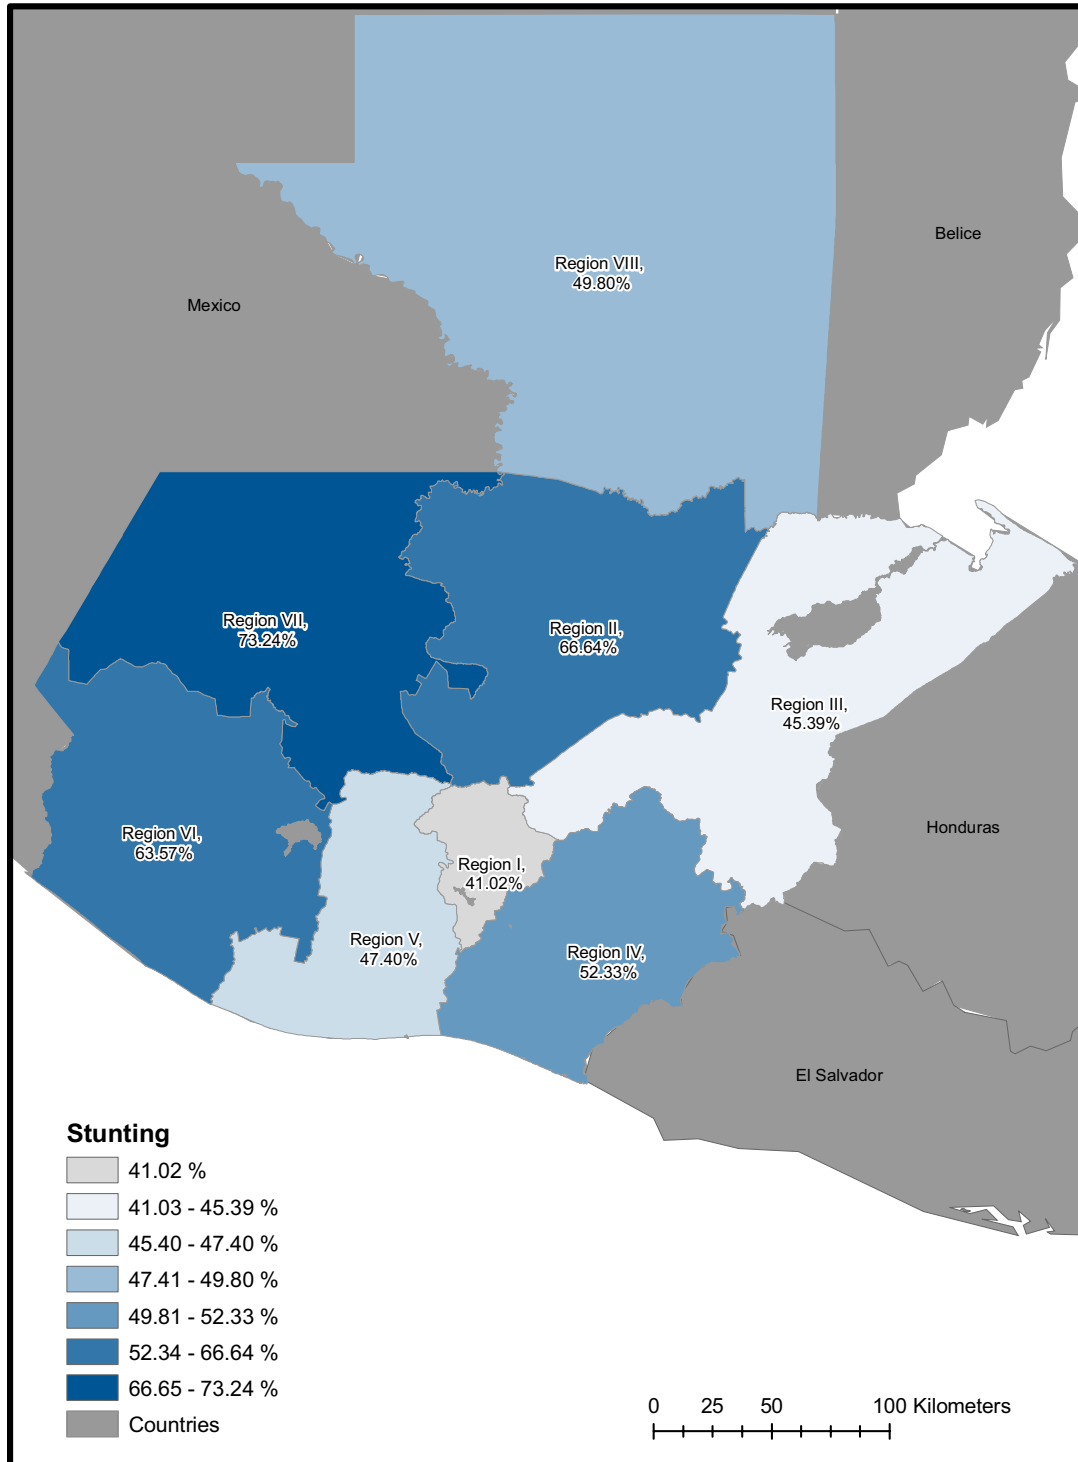 Belice
Region VIII,
49.80%
Mexico
Region VII,
73.24%
Region II,
66.64%
Region III,
45.39%
Region VI,
63.57%
Honduras
Region I,
41.02%
Region V,
47.40%
Region IV,
52.33%
El Salvador
Stunting
41.02 %
41.03 - 45.39 %
45.40 - 47.40 %
47.41 - 49.80 %
49.81 - 52.33 %
52.34 - 66.64 %
66.65 - 73.24 %
Countries
0 25 50 100 Kilometers